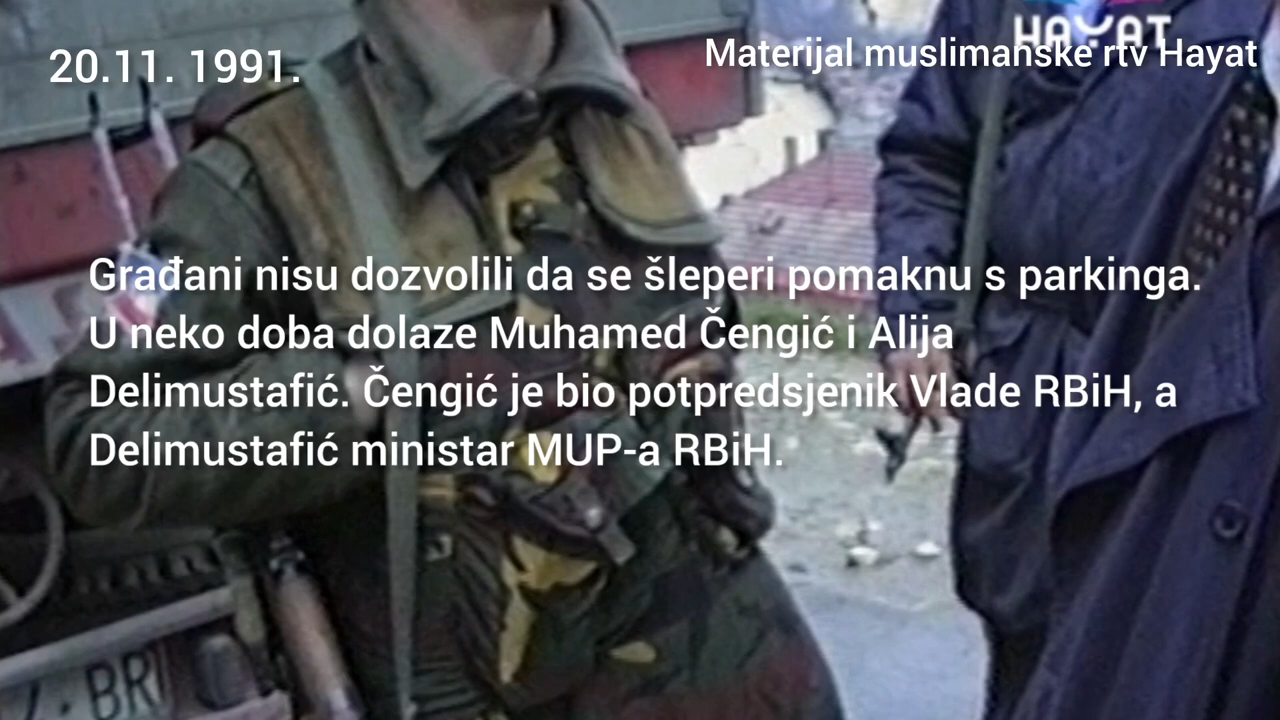 HAYAT
20.11. 1991.
Materijal muslimanske rtv Hayat
Građani nisu dozvolili da se šleperi pomaknu s parkinga.
U neko doba dolaze Muhamed Čengić i Alija
Delimustafić. Čengić je bio potpredsjenik Vlade RBiH, a
Delimustafić ministar MUP-a RBiH.
BR